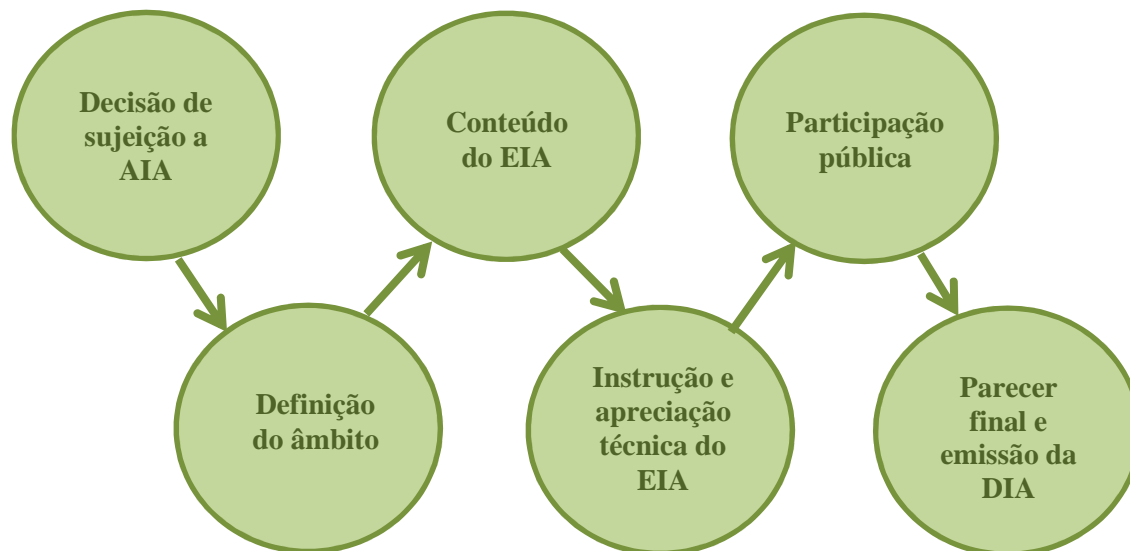 Decisão de
sujeição a
AIA
Definição
do âmbito
Conteúdo
do EIA
Instrução e
apreciação
técnica do
EIA
Participação
pública
Parecer
final e
emissão da
DIA